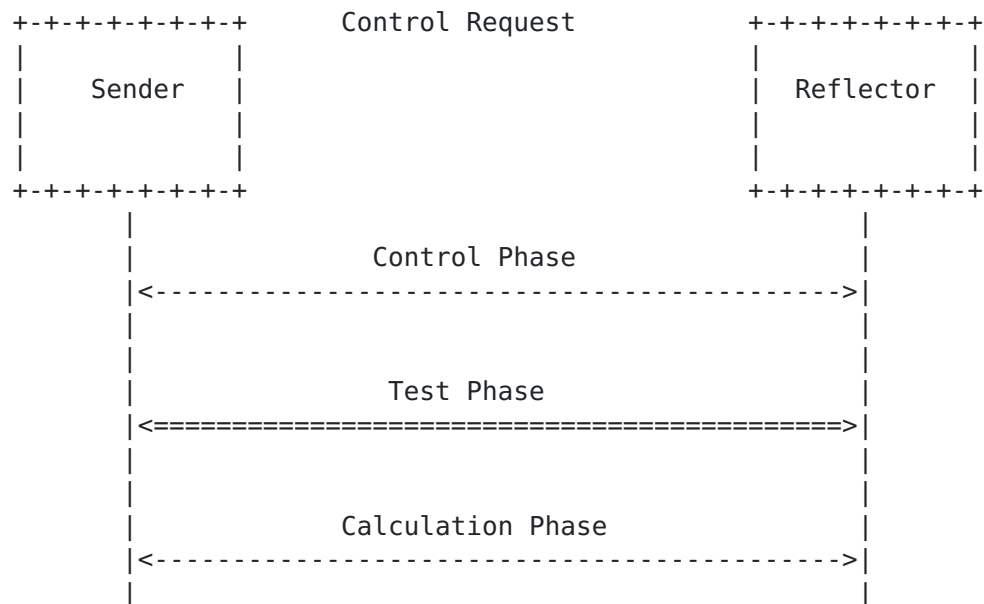 Control Request
Sender Reflector
Control Phase
Test Phase
Calculation Phase